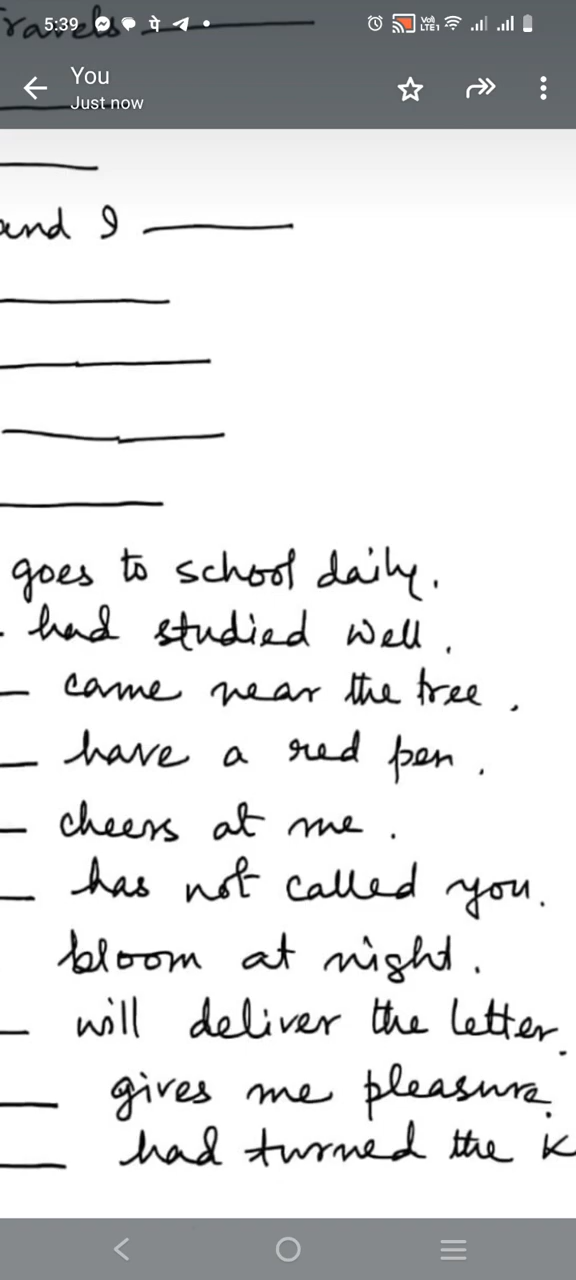 Travels
5:39
You
Just now
and I
goes to school daily.
had studied well.
came near the tree.
have a red pen.
cheers at me.
has not called you.
bloom at night.
will deliver the letter.
gives me pleasure.
had turned the K